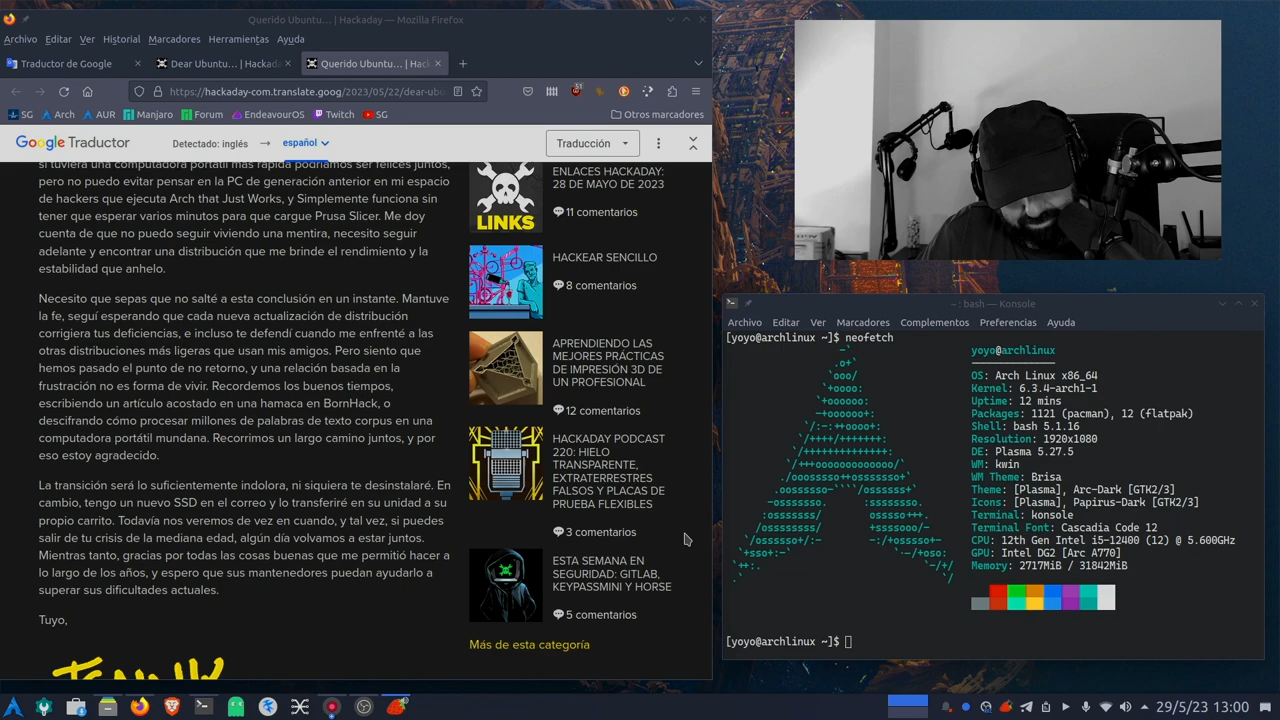 Querido Ubuntu… | Hackaday — Mozilla Firefox
Archivo Editar Ver Historial Marcadores Herramientas Ayuda
Traductor de Google
Dear Ubuntu… | Hackad
Querido Ubuntu… | Hack
https://hackaday-com.translate.goog/2023/05/22/dear-ubu
51
SG Arch AUR Manjaro Forum EndeavourOS Twitch SG Otros marcadores
Google Traductor Detectado: inglés → español Traducción
si tuviera una computadora portátil más rápida podríamos ser felices juntos,
pero no puedo evitar pensar en la PC de generación anterior en mi espacio
de hackers que ejecuta Arch that Just Works, y Simplemente funciona sin
tener que esperar varios minutos para que cargue Prusa Slicer. Me doy
cuenta de que no puedo seguir viviendo una mentira, necesito seguir
adelante y encontrar una distribución que me brinde el rendimiento y la
estabilidad que anhelo.
Necesito que sepas que no salté a esta conclusión en un instante. Mantuve
la fe, seguí esperando que cada nueva actualización de distribución
corrigiera tus deficiencias, e incluso te defendí cuando me enfrenté a las
otras distribuciones más ligeras que usan mis amigos. Pero siento que
hemos pasado el punto de no retorno, y una relación basada en la
frustración no es forma de vivir. Recordemos los buenos tiempos,
escribiendo un artículo acostado en una hamaca en BornHack, o
descifrando cómo procesar millones de palabras de texto corpus en una
computadora portátil mundana. Recorrimos un largo camino juntos, y por
eso estoy agradecido.
La transición será lo suficientemente indolora, ni siquiera te desinstalaré. En
cambio, tengo un nuevo SSD en el correo y te transferiré en su unidad a su
propio carrito. Todavía nos veremos de vez en cuando, y tal vez, si puedes
salir de tu crisis de la mediana edad, algún día volvamos a estar juntos.
Mientras tanto, gracias por todas las cosas buenas que me permitió hacer a
lo largo de los años, y espero que sus mantenedores puedan ayudarlo a
superar sus dificultades actuales.
Tuyo,
LINKS
ENLACES HACKADAY:
28 DE MAYO DE 2023
11 comentarios
HACKEAR SENCILLO
8 comentarios
APRENDIENDO LAS
MEJORES PRÁCTICAS
DE IMPRESIÓN 3D DE
UN PROFESIONAL
12 comentarios
HACKADAY PODCAST
220: HIELO
TRANSPARENTE,
EXTRATERRESTRES
FALSOS Y PLACAS DE
PRUEBA FLEXIBLES
3 comentarios
ESTA SEMANA EN
SEGURIDAD: GITLAB,
KEYPASSMINI Y HORSE
5 comentarios
Más de esta categoría
~ : bash — Konsole
Archivo Editar Ver Marcadores Complementos Preferencias Ayuda
[yoyo@archlinux ~]$ neofetch
yoyo@archlinux
OS: Arch Linux x86_64
Kernel: 6.3.4-arch1-1
Uptime: 12 mins
Packages: 1121 (pacman), 12 (flatpak)
Shell: bash 5.1.16
Resolution: 1920x1080
DE: Plasma 5.27.5
WM: kwin
WM Theme: Brisa
Theme: [Plasma], Arc-Dark [GTK2/3]
Icons: [Plasma], Papirus-Dark [GTK2/3]
Terminal: konsole
Terminal Font: Cascadia Code 12
CPU: 12th Gen Intel i5-12400 (12) @ 5.600GHz
GPU: Intel DG2 [Arc A770]
Memory: 2717MiB / 31842MiB
[yoyo@archlinux ~]$
29/5/23 13:00